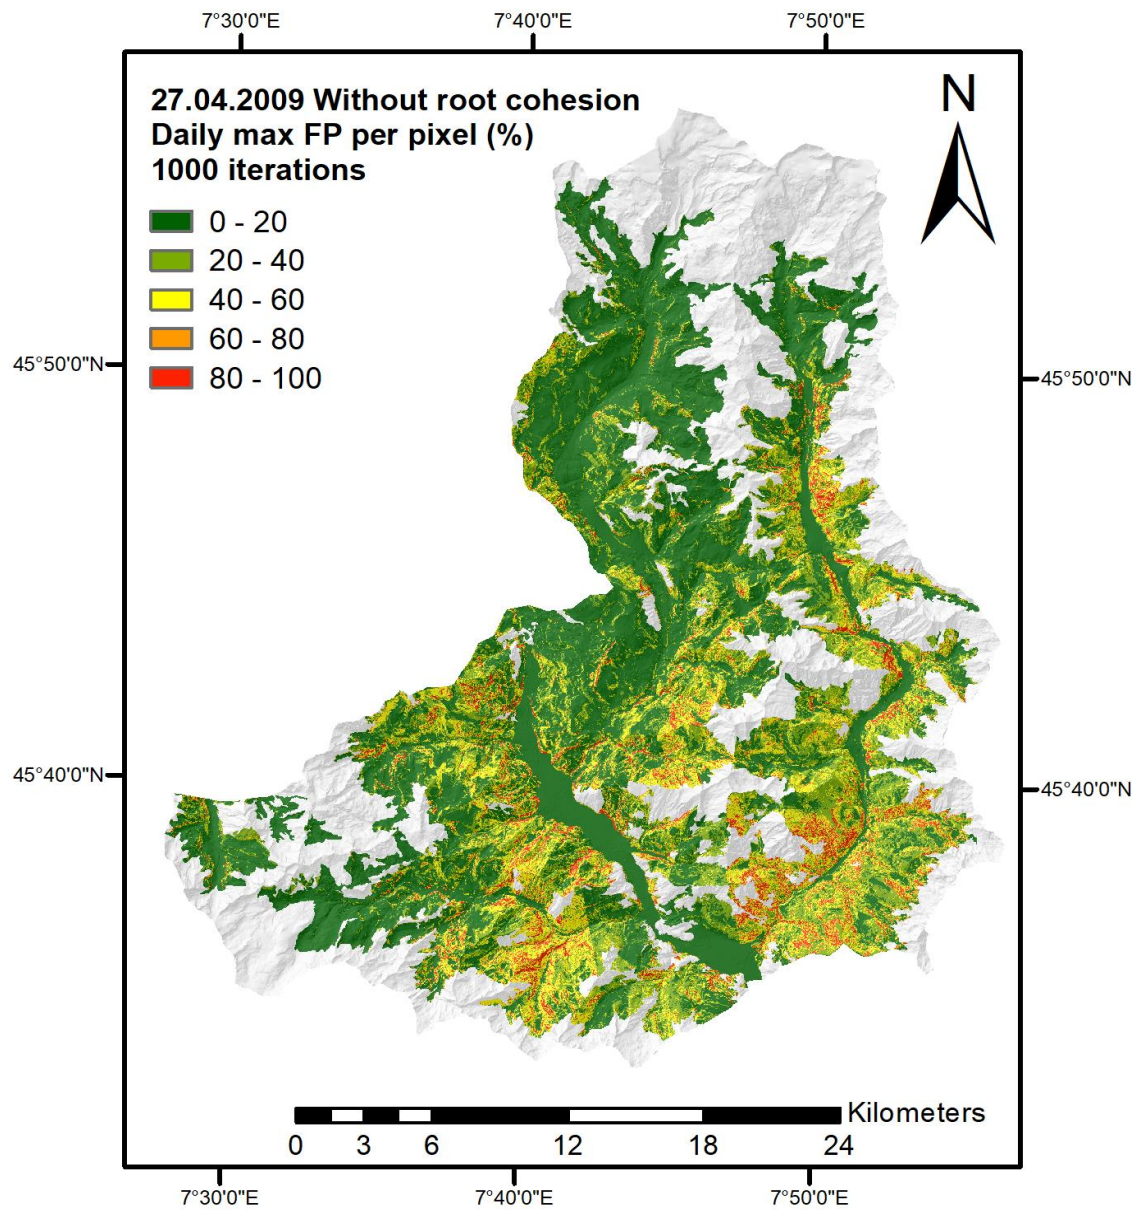 7°30'0"E 7°40'0"E 7°50'0"E
27.04.2009 Without root cohesion
Daily max FP per pixel (%)
1000 iterations
N
0 - 20
20 - 40
40 - 60
60 - 80
80 - 100
45°50'0"N 45°50'0"N
45°40'0"N 45°40'0"N
Kilometers
0 3 6 12 18 24
7°30'0"E 7°40'0"E 7°50'0"E